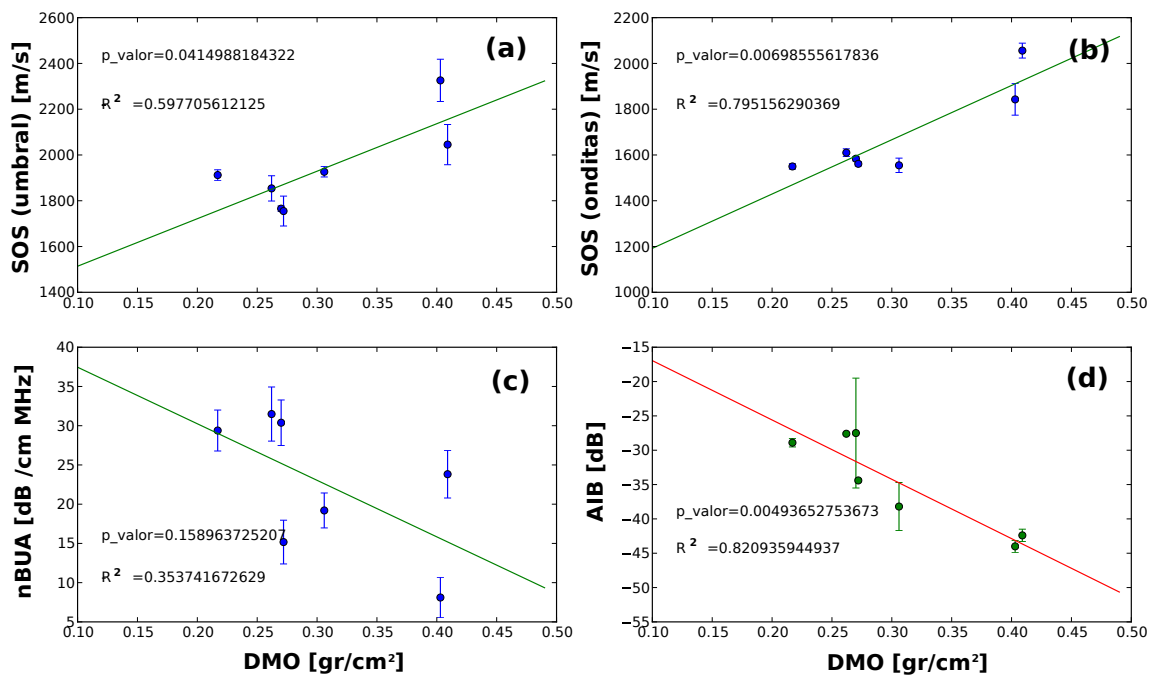 2600
2400
2200
2000
1800
1600
1400
SOS (umbral) [m/s]
(a)
p_valor=0.0414988184322
R²=0.597705612125
0.10 0.15 0.20 0.25 0.30 0.35 0.40 0.45 0.50
2200
2000
1800
1600
1400
1200
1000
SOS (onditas) [m/s]
(b)
p_valor=0.00698555617836
R²=0.795156290369
0.10 0.15 0.20 0.25 0.30 0.35 0.40 0.45 0.50
40
35
30
25
20
15
10
5
nBUA [dB /cm MHz]
(c)
p_valor=0.158963725207
R²=0.353741672629
0.10 0.15 0.20 0.25 0.30 0.35 0.40 0.45 0.50
DMO [gr/cm²]
−15
−20
−25
−30
−35
−40
−45
−50
−55
AIB [dB]
(d)
p_valor=0.00493652753673
R²=0.820935944937
0.10 0.15 0.20 0.25 0.30 0.35 0.40 0.45 0.50
DMO [gr/cm²]